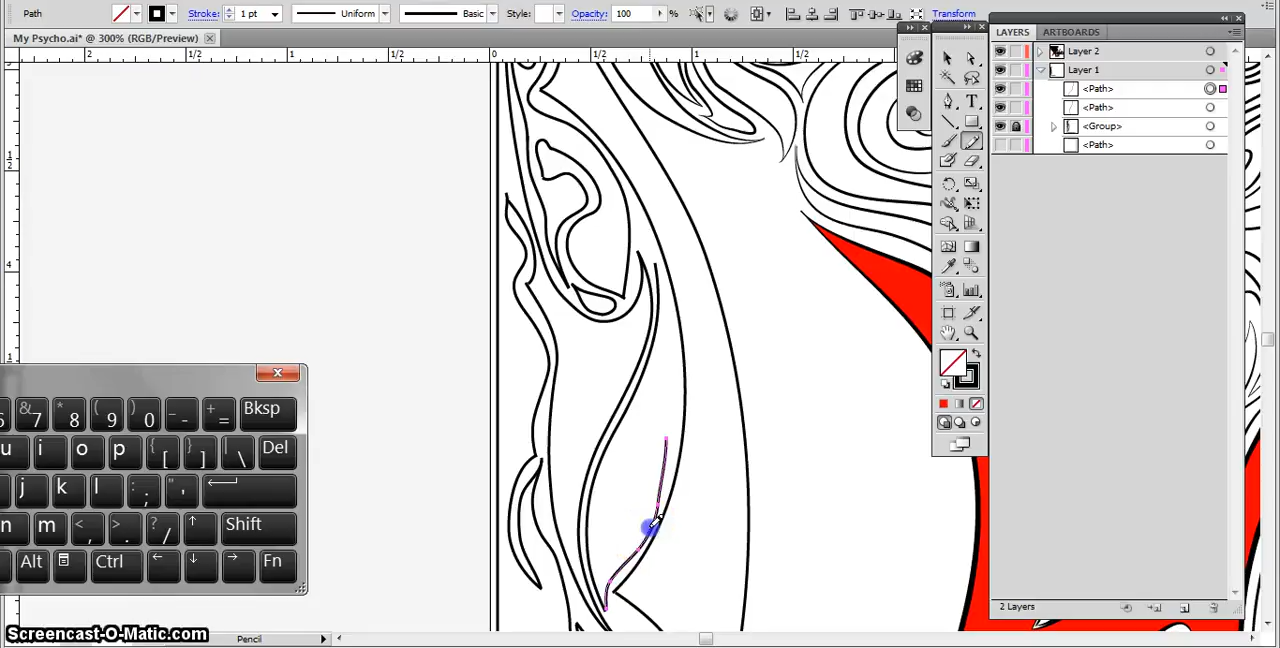 Path Stroke: 1 pt Uniform Basic Style: Opacity: 100 % Transform
My Psycho.ai* @ 300% (RGB/Preview)
LAYERS ARTBOARDS
2 1 1/2 0 1/2 1 1/2
Layer 2
Layer 1
<Path>
<Path>
<Group>
<Path>
6 & 7 * 8 ( 9 ) 0 _ - + = Bksp
u i o p { [ } ] | \ Del
j k l : ; " '
n m < , > . ? / Shift
Alt Ctrl Fn
2 Layers
Screencast-O-Matic.com
Pencil